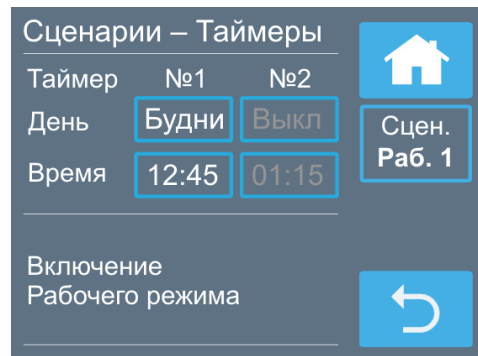 Сценарии – Таймеры
Таймер №1 №2
День Будни Выкл
Время 12:45 01:15
Сцен.
Раб. 1
Включение
Рабочего режима